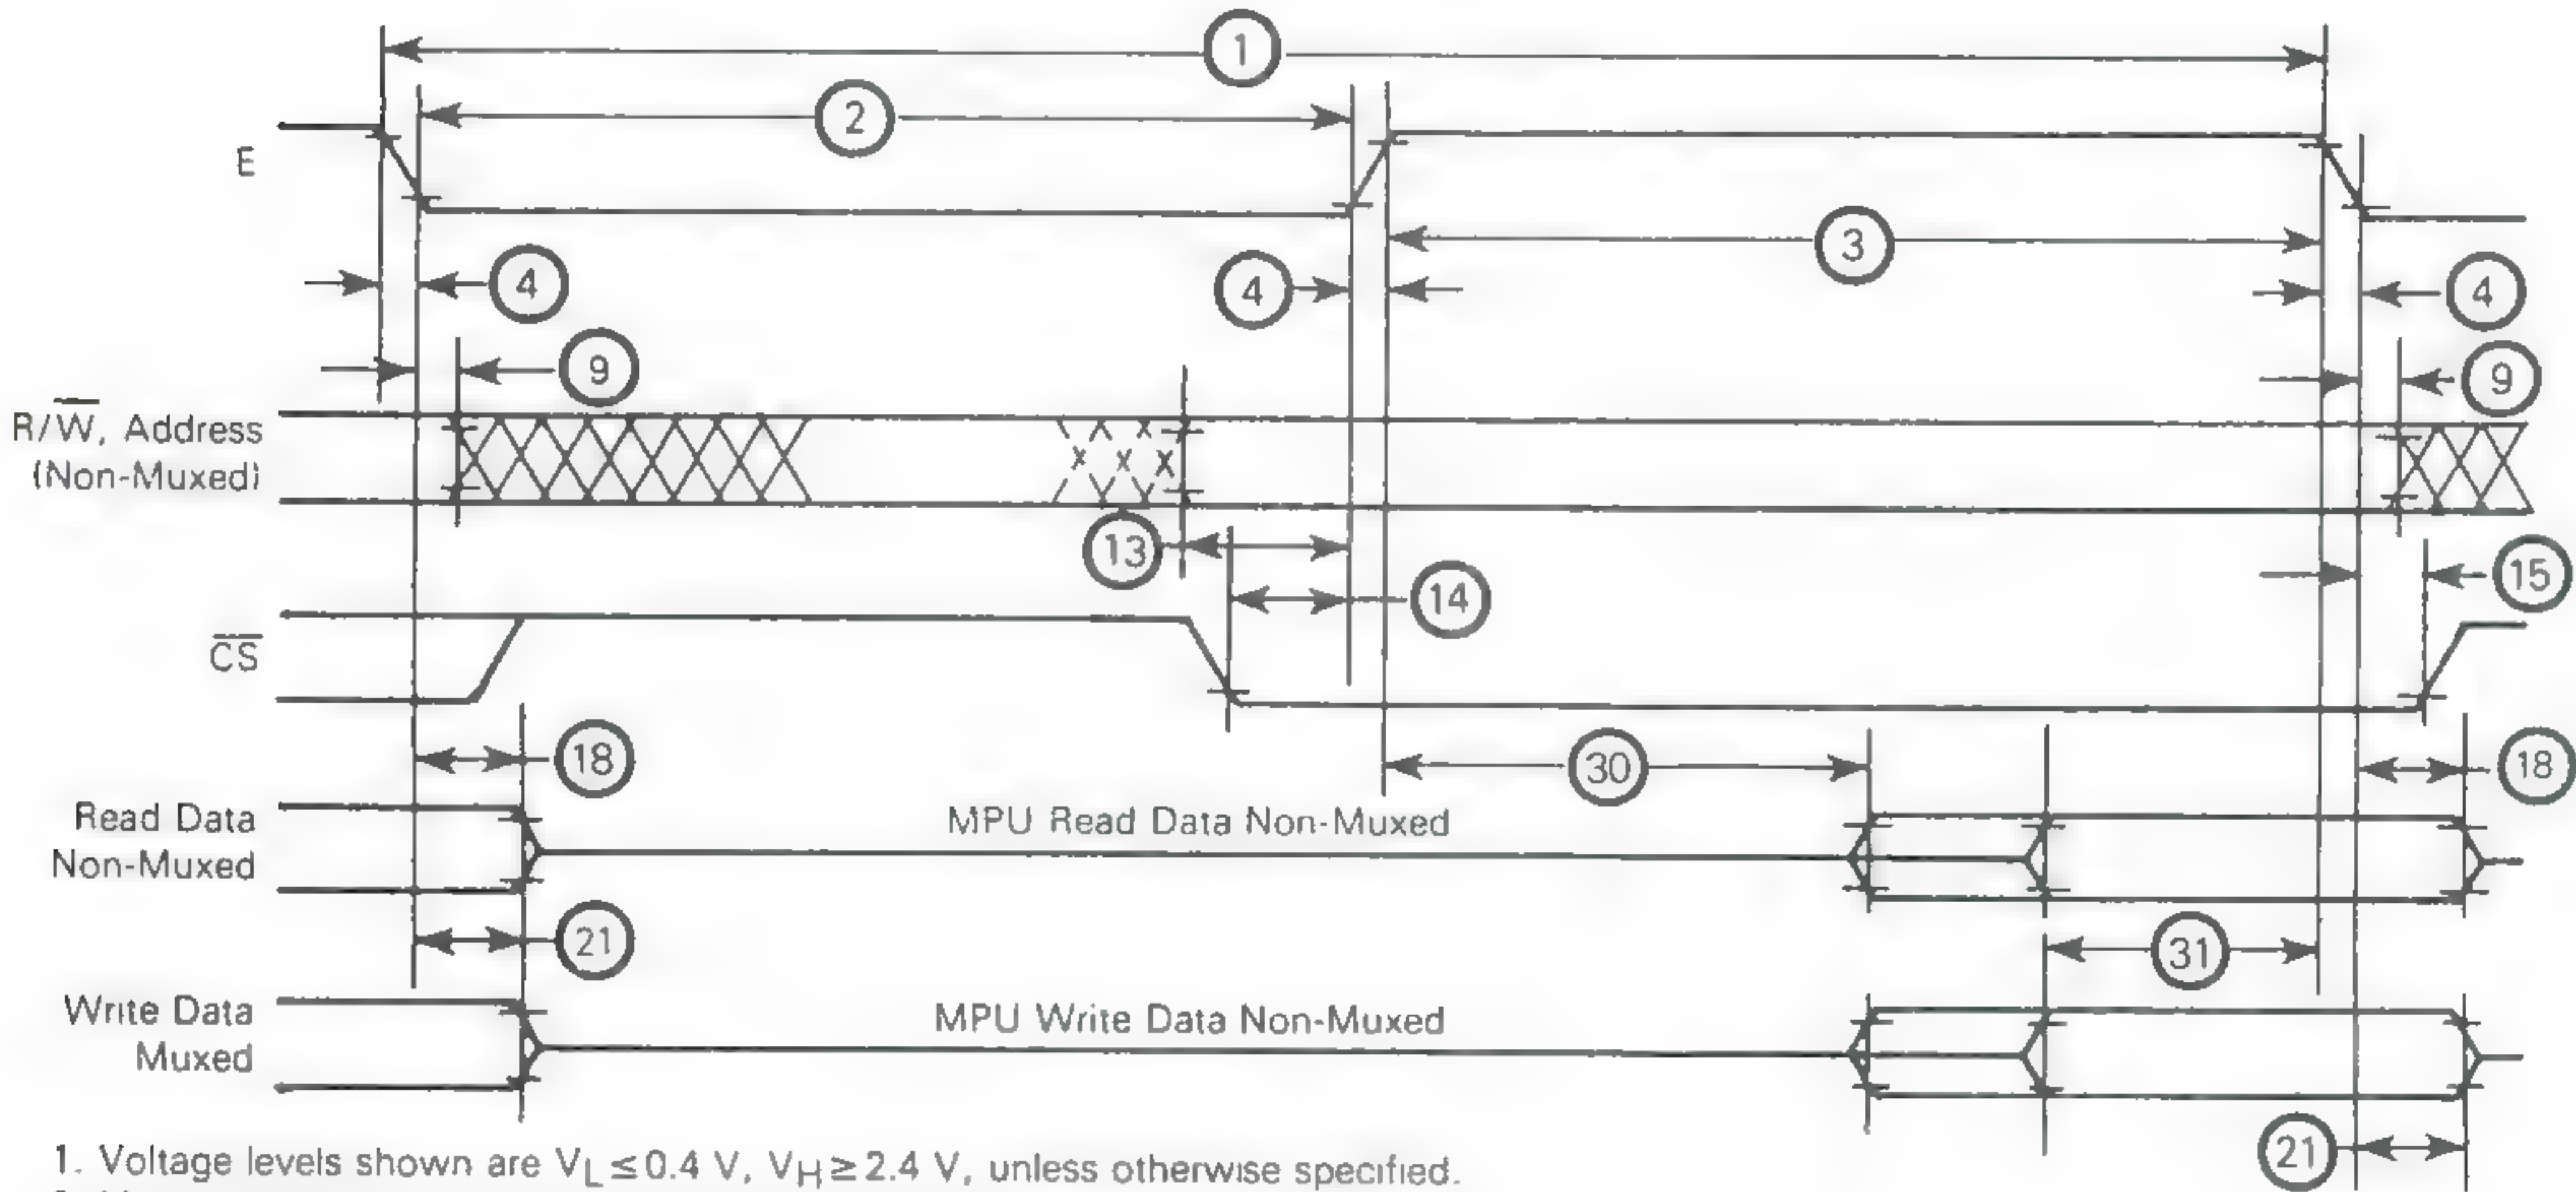 1
2
E
3
4
4
4
9
9
R/W̅, Address
(Non-Muxed)
13
14
15
C̅S̅
18
30
18
Read Data
Non-Muxed
MPU Read Data Non-Muxed
21
31
Write Data
Muxed
MPU Write Data Non-Muxed
21
1. Voltage levels shown are VL ≤ 0.4 V, VH ≥ 2.4 V, unless otherwise specified.